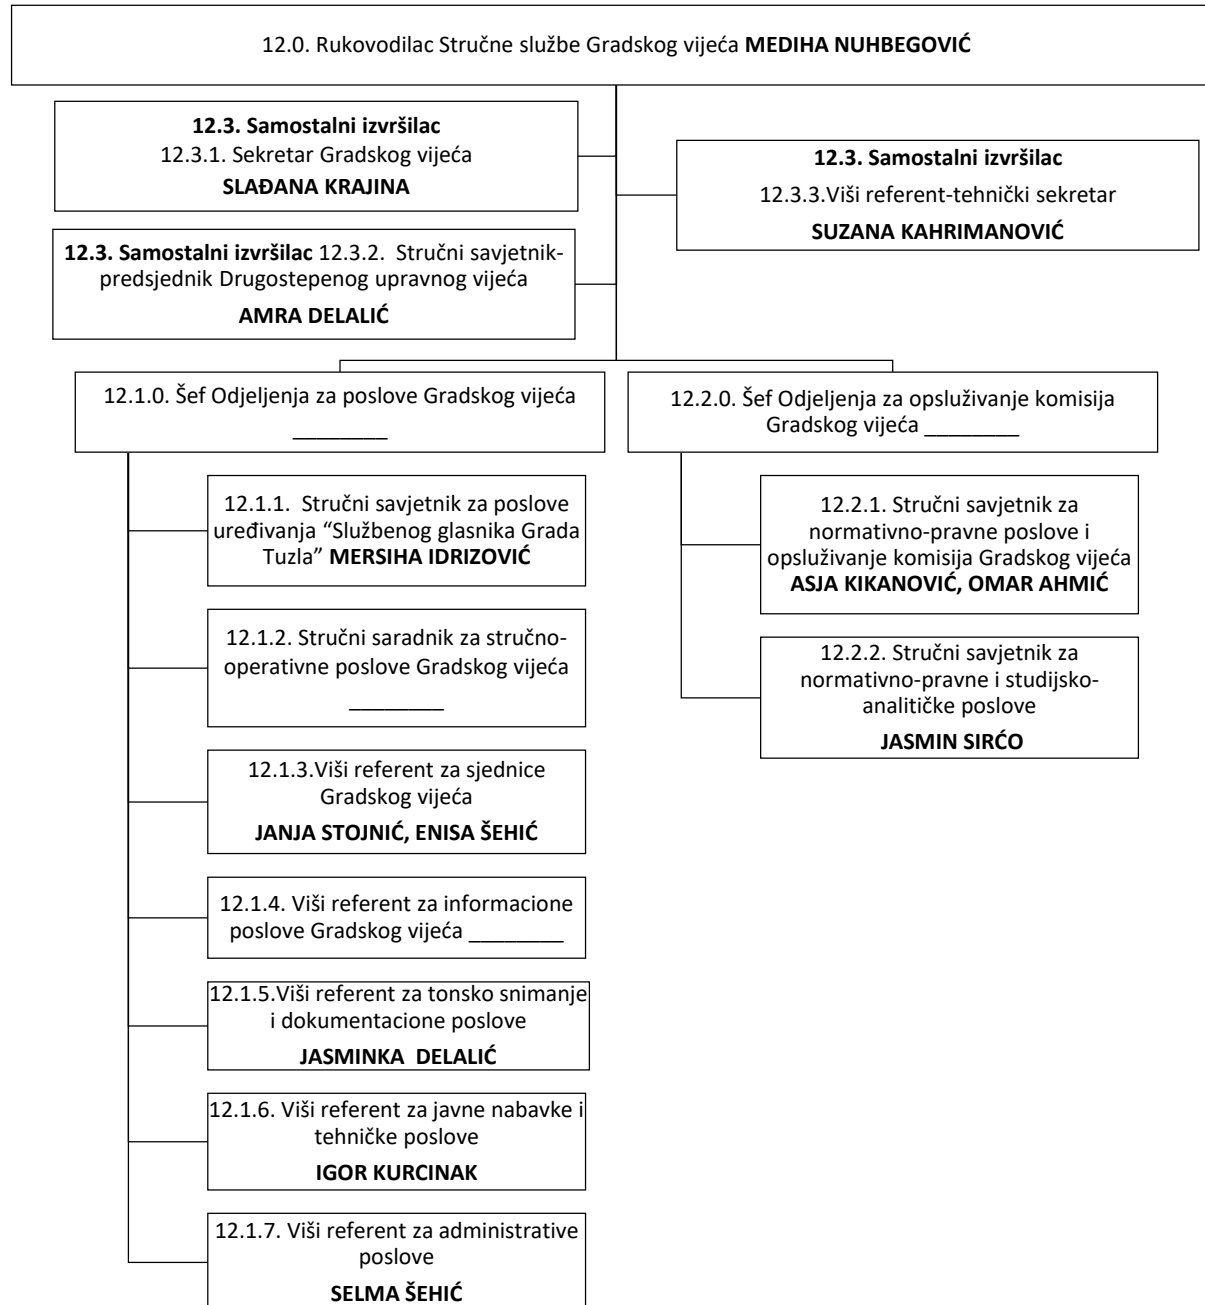 12.0. Rukovodilac Stručne službe Gradskog vijeća MEDIHA NUHBEGOVIĆ
12.3. Samostalni izvršilac
12.3.1. Sekretar Gradskog vijeća
SLAĐANA KRAJINA
12.3. Samostalni izvršilac
12.3.3.Viši referent-tehnički sekretar
SUZANA KAHRIMANOVIĆ
12.3. Samostalni izvršilac 12.3.2. Stručni savjetnik-
predsjednik Drugostepenog upravnog vijeća
AMRA DELALIĆ
12.1.0. Šef Odjeljenja za poslove Gradskog vijeća
________
12.2.0. Šef Odjeljenja za opsluživanje komisija
Gradskog vijeća ________
12.1.1. Stručni savjetnik za poslove
uređivanja “Službenog glasnika Grada
Tuzla” MERSIHA IDRIZOVIĆ
12.1.2. Stručni saradnik za stručno-
operativne poslove Gradskog vijeća
________
12.1.3.Viši referent za sjednice
Gradskog vijeća
JANJA STOJNIĆ, ENISA ŠEHIĆ
12.1.4. Viši referent za informacione
poslove Gradskog vijeća ________
12.1.5.Viši referent za tonsko snimanje
i dokumentacione poslove
JASMINKA DELALIĆ
12.1.6. Viši referent za javne nabavke i
tehničke poslove
IGOR KURCINAK
12.1.7. Viši referent za administrative
poslove
SELMA ŠEHIĆ
12.2.1. Stručni savjetnik za
normativno-pravne poslove i
opsluživanje komisija Gradskog vijeća
ASJA KIKANOVIĆ, OMAR AHMIĆ
12.2.2. Stručni savjetnik za
normativno-pravne i studijsko-
analitičke poslove
JASMIN SIRĆO